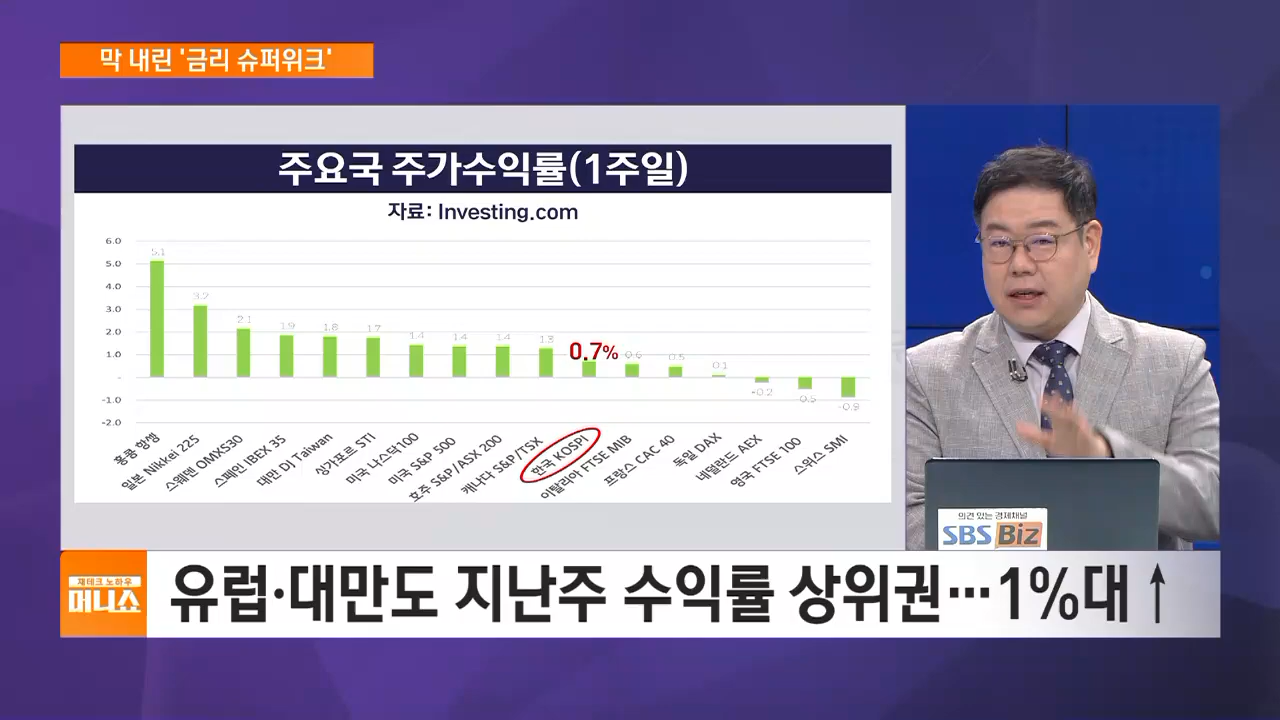 막 내린 '금리 슈퍼위크'
주요국 주가수익률(1주일)
자료: Investing.com
6.0
5.0
4.0
3.0
2.0
1.0
-
-1.0
-2.0
5.1
3.2
2.1
1.9
1.8
1.7
1.4
1.4
1.4
1.3
0.7%
0.6
0.5
0.1
-0.2
-0.5
-0.9
홍콩 항셍
일본 Nikkei 225
스웨덴 OMXS30
스페인 IBEX 35
대만 DJ Taiwan
싱가포르 STI
미국 나스닥100
미국 S&P 500
호주 S&P/ASX 200
캐나다 S&P/TSX
한국 KOSPI
이탈리아 FTSE MIB
프랑스 CAC 40
독일 DAX
네덜란드 AEX
영국 FTSE 100
스위스 SMI
의견 있는 경제채널
SBS Biz
재테크 노하우
머니쇼
유럽·대만도 지난주 수익률 상위권…1%대↑